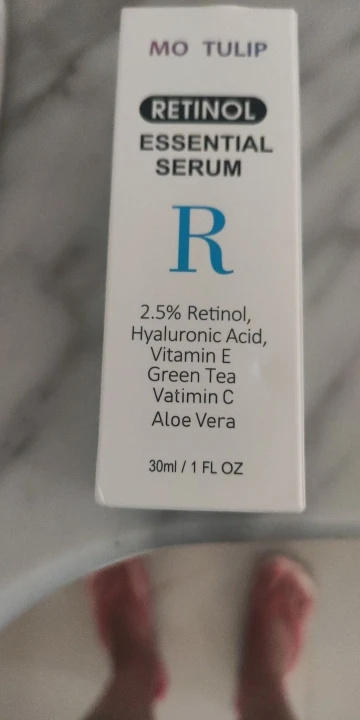 MO TULIP
RETINOL
ESSENTIAL
SERUM
R
2.5% Retinol,
Hyaluronic Acid,
Vitamin E
Green Tea
Vatimin C
Aloe Vera
30ml / 1 FL OZ